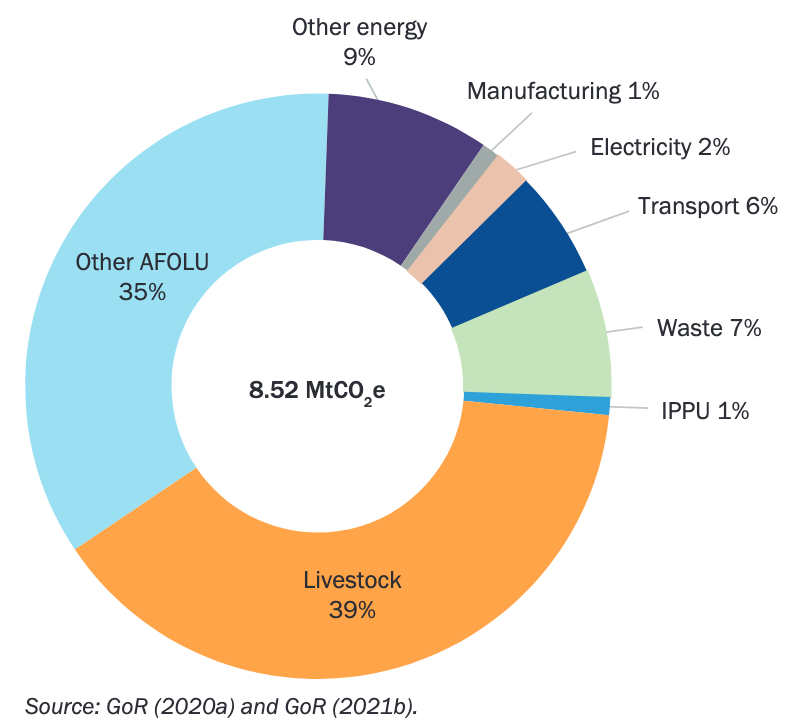 Other energy
9%
Manufacturing 1%
Electricity 2%
Transport 6%
Other AFOLU
35%
Waste 7%
8.52 MtCO₂e
IPPU 1%
Livestock
39%
Source: GoR (2020a) and GoR (2021b).